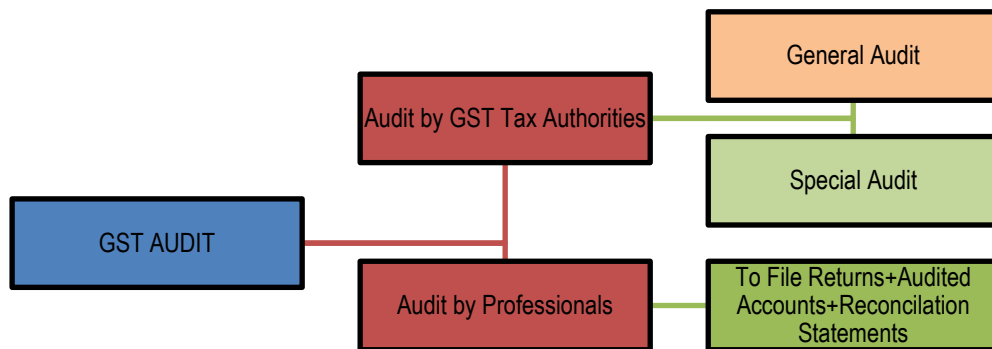 General Audit
Audit by GST Tax Authorities
Special Audit
GST AUDIT
Audit by Professionals
To File Returns+Audited
Accounts+Reconcilation
Statements